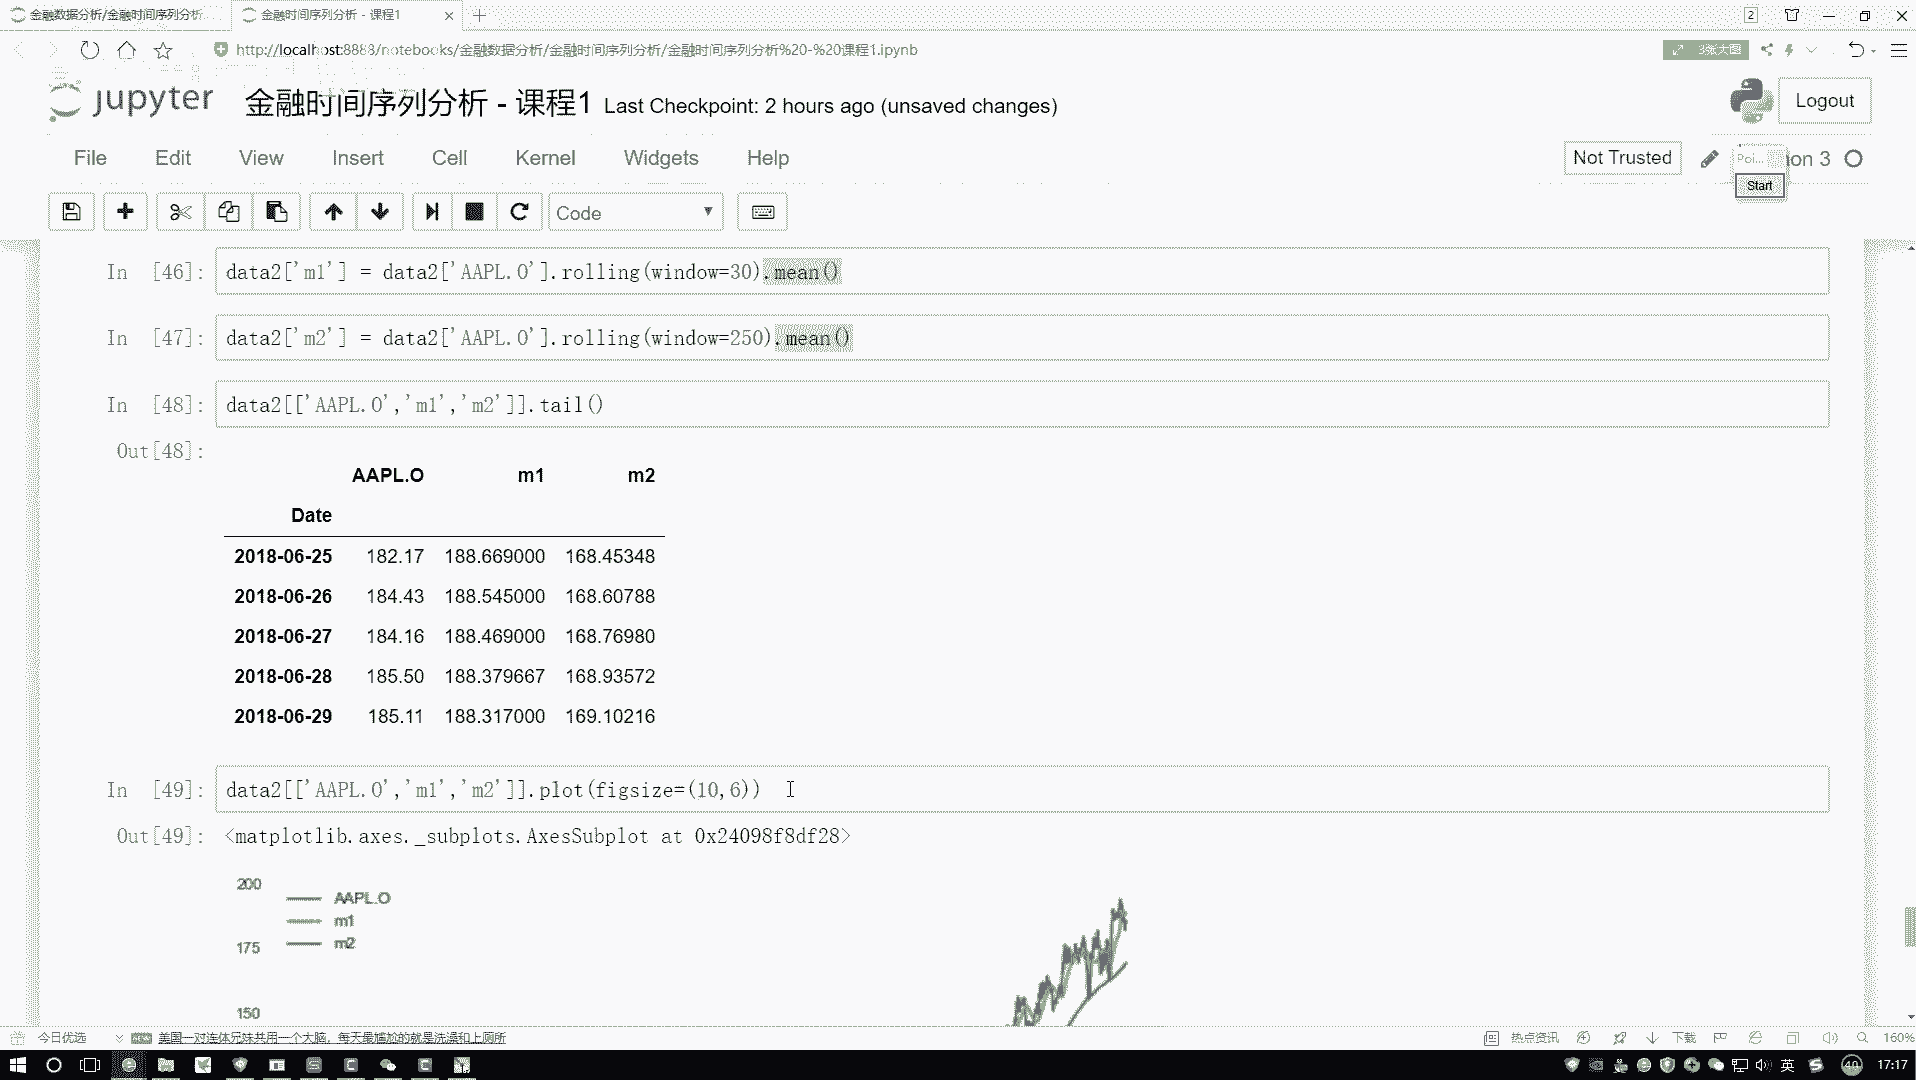 金融数据分析/金融时间序列分析
金融时间序列分析 - 课程1
2
http://localhost:8888/notebooks/金融数据分析/金融时间序列分析/金融时间序列分析%20-%20课程1.ipynb
3张大图
jupyter
金融时间序列分析 - 课程1 Last Checkpoint: 2 hours ago (unsaved changes)
Logout
File Edit View Insert Cell Kernel Widgets Help
Not Trusted
Poi... on 3
Start
Code
In [46]: data2['m1'] = data2['AAPL.O'].rolling(window=30).mean()
In [47]: data2['m2'] = data2['AAPL.O'].rolling(window=250).mean()
In [48]: data2[['AAPL.O','m1','m2']].tail()
Out[48]:
AAPL.O m1 m2
Date
2018-06-25 182.17 188.669000 168.45348
2018-06-26 184.43 188.545000 168.60788
2018-06-27 184.16 188.469000 168.76980
2018-06-28 185.50 188.379667 168.93572
2018-06-29 185.11 188.317000 169.10216
In [49]: data2[['AAPL.O','m1','m2']].plot(figsize=(10,6))
Out[49]: <matplotlib.axes._subplots.AxesSubplot at 0x24098f8df28>
200
AAPL.O
m1
m2
175
150
今日优选
美国一对连体兄妹共用一个大脑，每天最尴尬的就是洗澡和上厕所
热点资讯
下载
160%
英
40
17:17